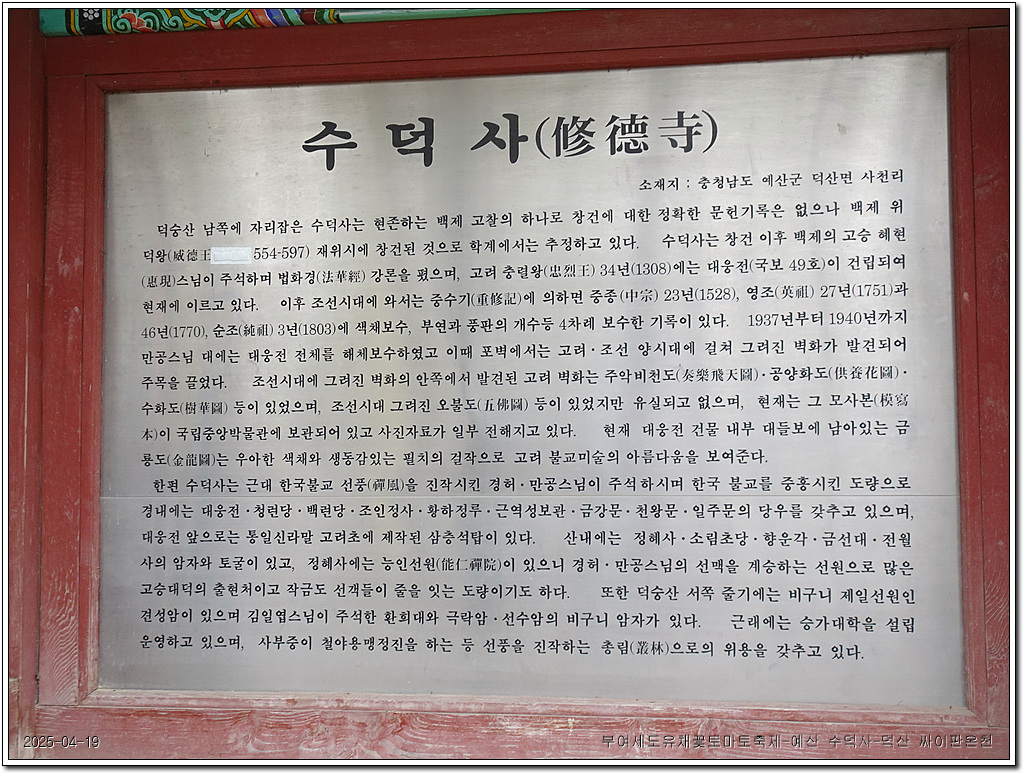 수 덕 사(修德寺)
소재지 : 충청남도 예산군 덕산면 사천리
덕숭산 남쪽에 자리잡은 수덕사는 현존하는 백제 고찰의 하나로 창건에 대한 정확한 문헌기록은 없으나 백제 위
덕왕(威德王 554-597) 재위시에 창건된 것으로 학계에서는 추정하고 있다. 수덕사는 창건 이후 백제의 고승 혜현
(惠現)스님이 주석하며 법화경(法華經) 강론을 폈으며, 고려 충렬왕(忠烈王) 34년(1308)에는 대웅전(국보 49호)이 건립되여
현재에 이르고 있다. 이후 조선시대에 와서는 중수기(重修記)에 의하면 중종(中宗) 23년(1528), 영조(英祖) 27년(1751)과
46년(1770), 순조(純祖) 3년(1803)에 색채보수, 부연과 풍판의 개수등 4차례 보수한 기록이 있다. 1937년부터 1940년까지
만공스님 대에는 대웅전 전체를 해체보수하였고 이때 포벽에서는 고려·조선 양시대에 걸쳐 그려진 벽화가 발견되어
주목을 끌었다. 조선시대에 그려진 벽화의 안쪽에서 발견된 고려 벽화는 주악비천도(奏樂飛天圖)·공양화도(供養花圖)·
수화도(樹華圖) 등이 있었으며, 조선시대 그려진 오불도(五佛圖) 등이 있었지만 유실되고 없으며, 현재는 그 모사본(模寫
本)이 국립중앙박물관에 보관되어 있고 사진자료가 일부 전해지고 있다. 현재 대웅전 건물 내부 대들보에 남아있는 금
룡도(金龍圖)는 우아한 색채와 생동감있는 필치의 걸작으로 고려 불교미술의 아름다움을 보여준다.
한편 수덕사는 근대 한국불교 선풍(禪風)을 진작시킨 경허·만공스님이 주석하시며 한국 불교를 중흥시킨 도량으로
경내에는 대웅전·청련당·백련당·조인정사·황하정루·근역성보관·금강문·천왕문·일주문의 당우를 갖추고 있으며,
대웅전 앞으로는 통일신라말 고려초에 제작된 삼층석탑이 있다. 산내에는 정혜사·소림초당·향운각·금선대·전월
사의 암자와 토굴이 있고, 정혜사에는 능인선원(能仁禪院)이 있으니 경허·만공스님의 선맥을 계승하는 선원으로 많은
고승대덕의 출현처이고 작금도 선객들이 줄을 잇는 도량이기도 하다. 또한 덕숭산 서쪽 줄기에는 비구니 제일선원인
견성암이 있으며 김일엽스님이 주석한 환희대와 극락암·선수암의 비구니 암자가 있다. 근래에는 승가대학을 설립
운영하고 있으며, 사부중이 철야용맹정진을 하는 등 선풍을 진작하는 총림(叢林)으로의 위용을 갖추고 있다.
2025-04-19
부여세도유채꽃토마토축제-예산 수덕사-덕산 싸이판온천